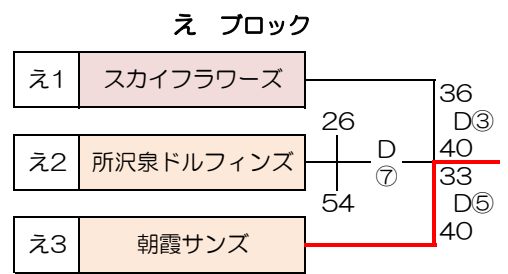 え ブロック
え1 スカイフラワーズ
36
26
D③
え2 所沢泉ドルフィンズ
D
⑦
40
33
54
D⑤
え3 朝霞サンズ
40